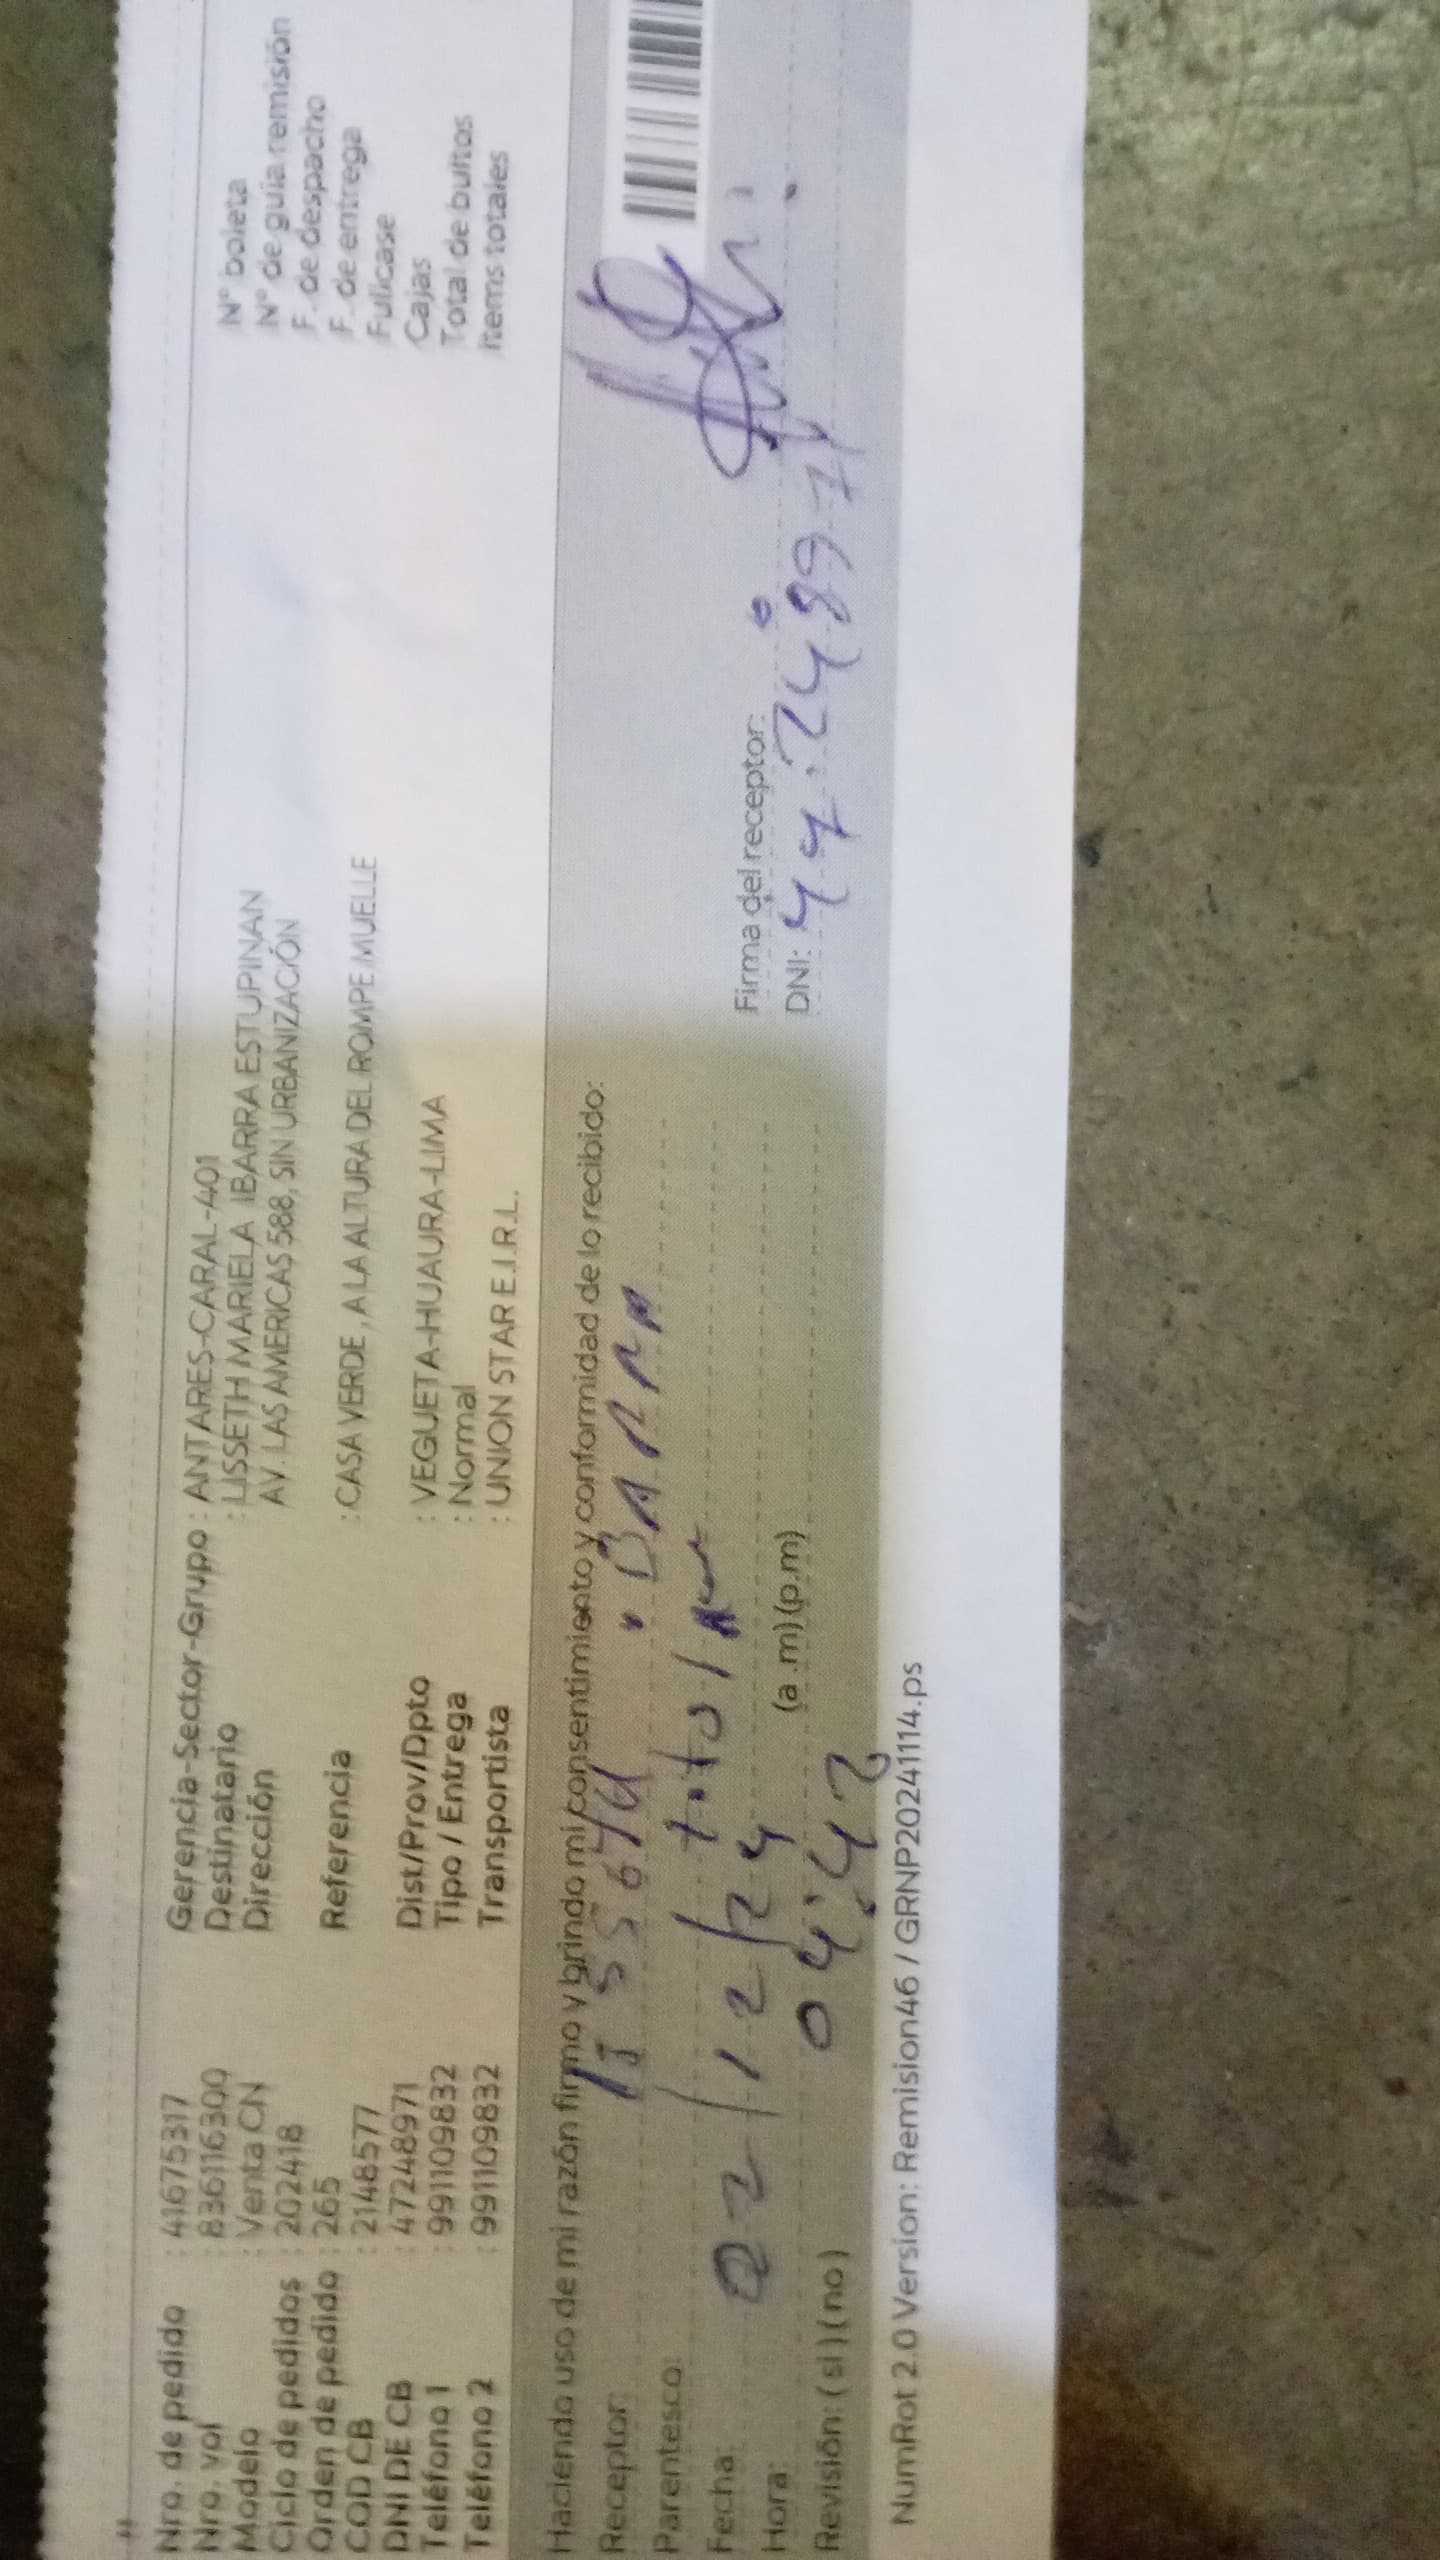 Nro. de pedido : 41675317
Nro. vol : 836116300
Modelo : Venta CN
Ciclo de pedidos : 202418
Orden de pedido : 265
COD CB : 2148577
DNI DE CB : 47248971
Teléfono 1 : 991109832
Teléfono 2 : 991109832
Gerencia-Sector-Grupo : ANTARES-CARAL-401
Destinatario : LISSETH MARIELA IBARRA ESTUPINAN
Dirección AV. LAS AMERICAS 588, SIN URBANIZACIÓN
Referencia : CASA VERDE , A LA ALTURA DEL ROMPE MUELLE
Dist/Prov/Dpto : VEGUETA-HUAURA-LIMA
Tipo / Entrega : Normal
Transportista : UNION STAR E.I.R.L.
N° boleta
N° de guía remisión
F. de despacho
F. de entrega
Fullcase
Cajas
Total de bultos
Items totales
Haciendo uso de mi razón firmo y brindo mi consentimiento y conformidad de lo recibido:
Receptor:
Parentesco: titular
Fecha: 02/12/24
Hora: 04:42 (a .m) (p.m)
Revisión: ( si ) ( no )
Firma del receptor:
DNI:
NumRot 2.0 Version: Remision46 / GRNP20241114.ps